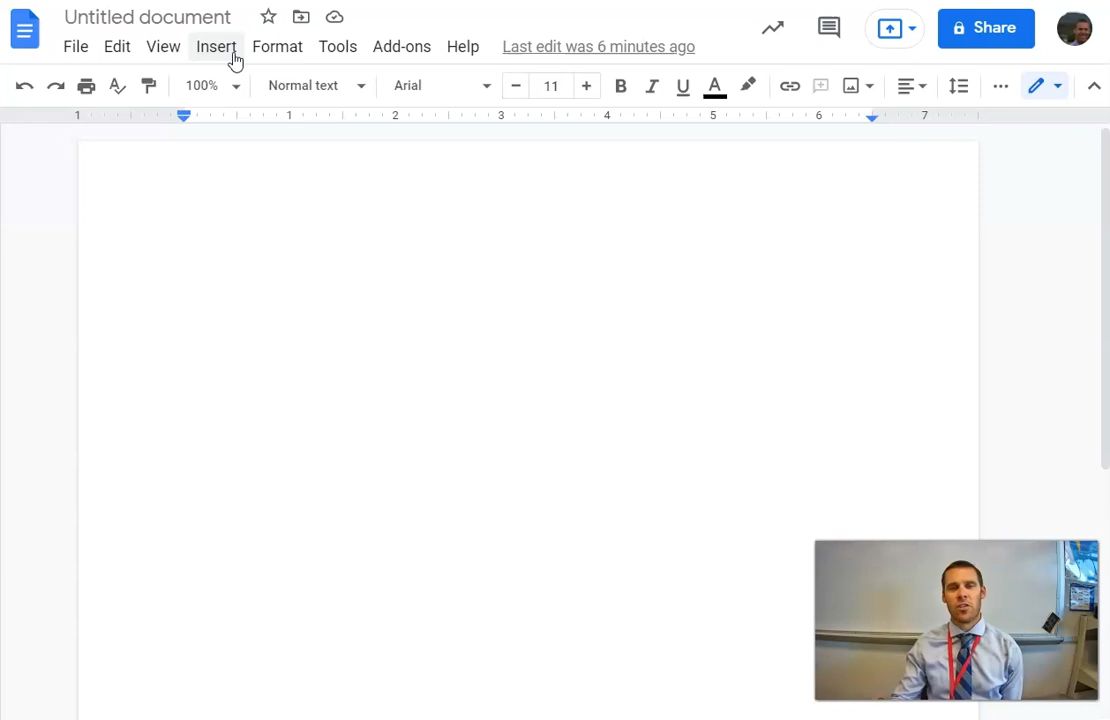 Untitled document
File Edit View Insert Format Tools Add-ons Help Last edit was 6 minutes ago
Share
100% Normal text Arial 11 B I U A
1 1 2 3 4 5 6 7